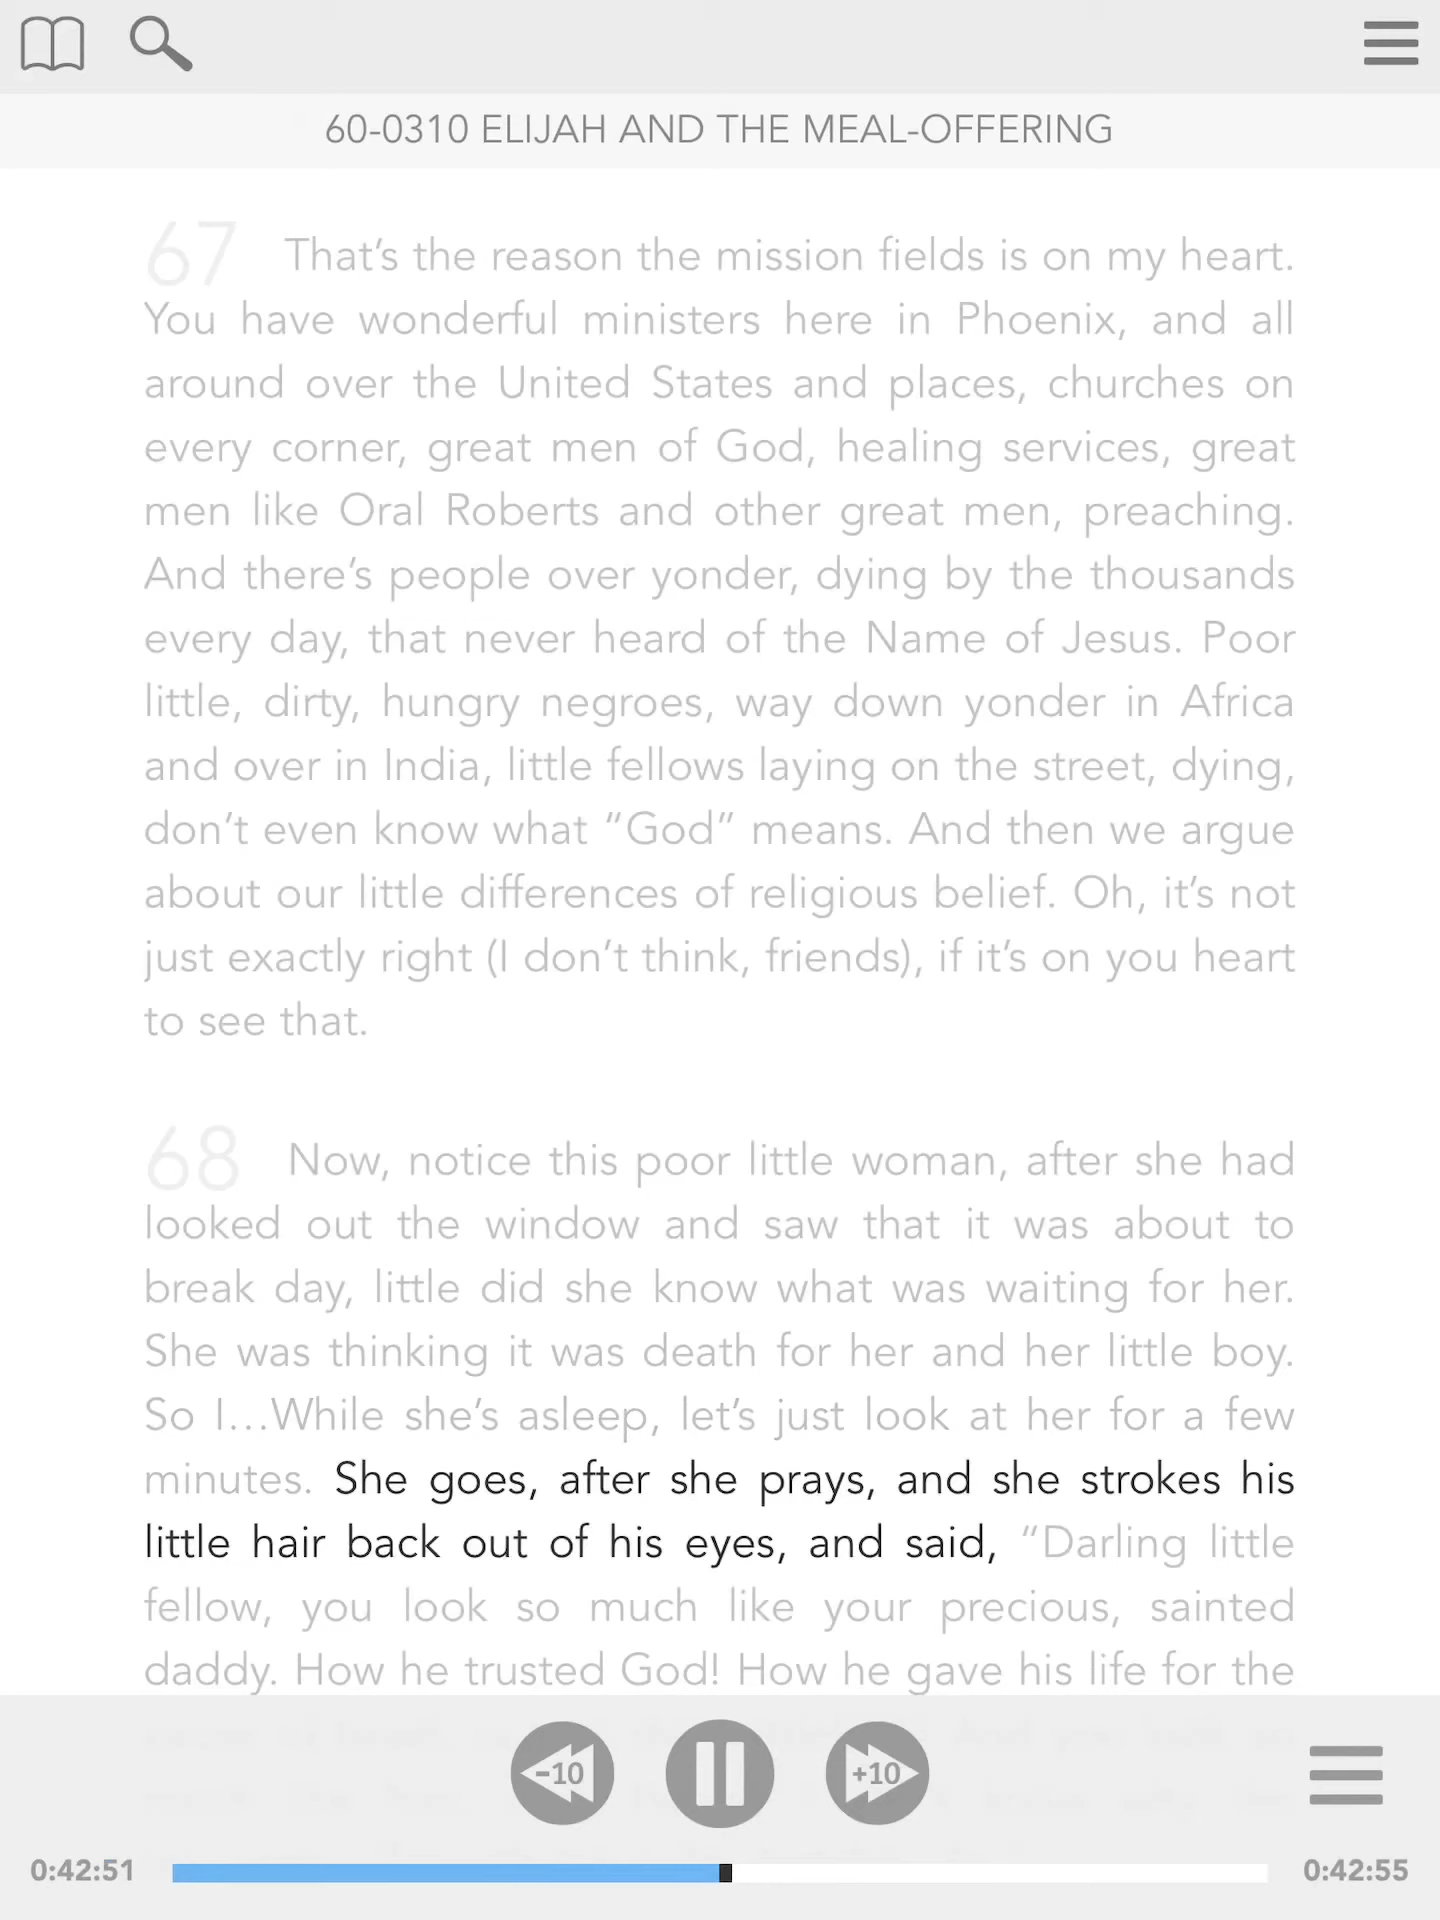 60-0310 ELIJAH AND THE MEAL-OFFERING
67 That’s the reason the mission fields is on my heart.
You have wonderful ministers here in Phoenix, and all
around over the United States and places, churches on
every corner, great men of God, healing services, great
men like Oral Roberts and other great men, preaching.
And there’s people over yonder, dying by the thousands
every day, that never heard of the Name of Jesus. Poor
little, dirty, hungry negroes, way down yonder in Africa
and over in India, little fellows laying on the street, dying,
don’t even know what “God” means. And then we argue
about our little differences of religious belief. Oh, it’s not
just exactly right (I don’t think, friends), if it’s on you heart
to see that.
68 Now, notice this poor little woman, after she had
looked out the window and saw that it was about to
break day, little did she know what was waiting for her.
She was thinking it was death for her and her little boy.
So I…While she’s asleep, let’s just look at her for a few
minutes. She goes, after she prays, and she strokes his
little hair back out of his eyes, and said, “Darling little
fellow, you look so much like your precious, sainted
daddy. How he trusted God! How he gave his life for the
-10 +10
0:42:51 0:42:55